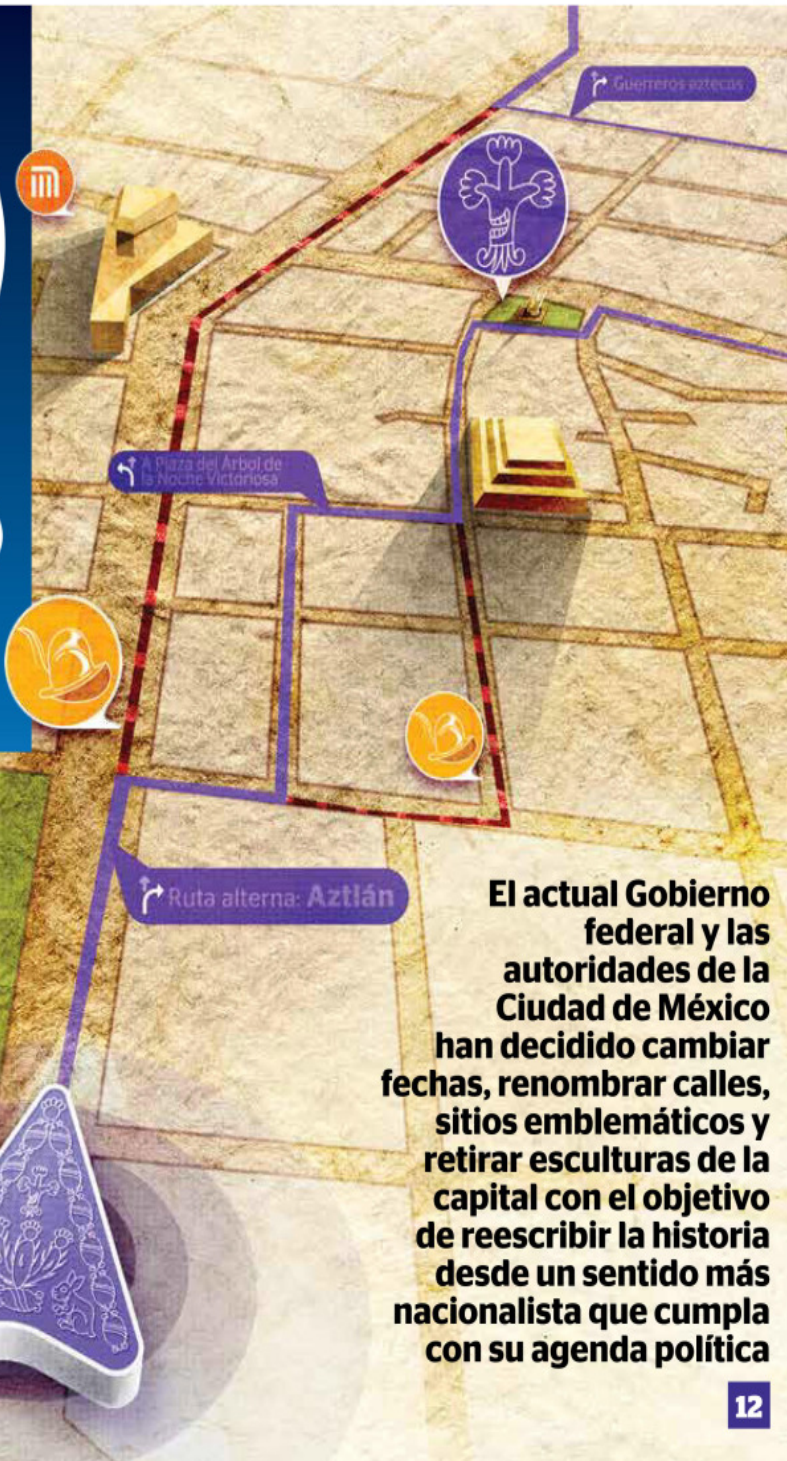 Guerreros aztecas
A Plaza del Árbol de
la Noche Victoriosa
Ruta alterna: Aztlán
El actual Gobierno
federal y las
autoridades de la
Ciudad de México
han decidido cambiar
fechas, renombrar calles,
sitios emblemáticos y
retirar esculturas de la
capital con el objetivo
de reescribir la historia
desde un sentido más
nacionalista que cumpla
con su agenda política
12